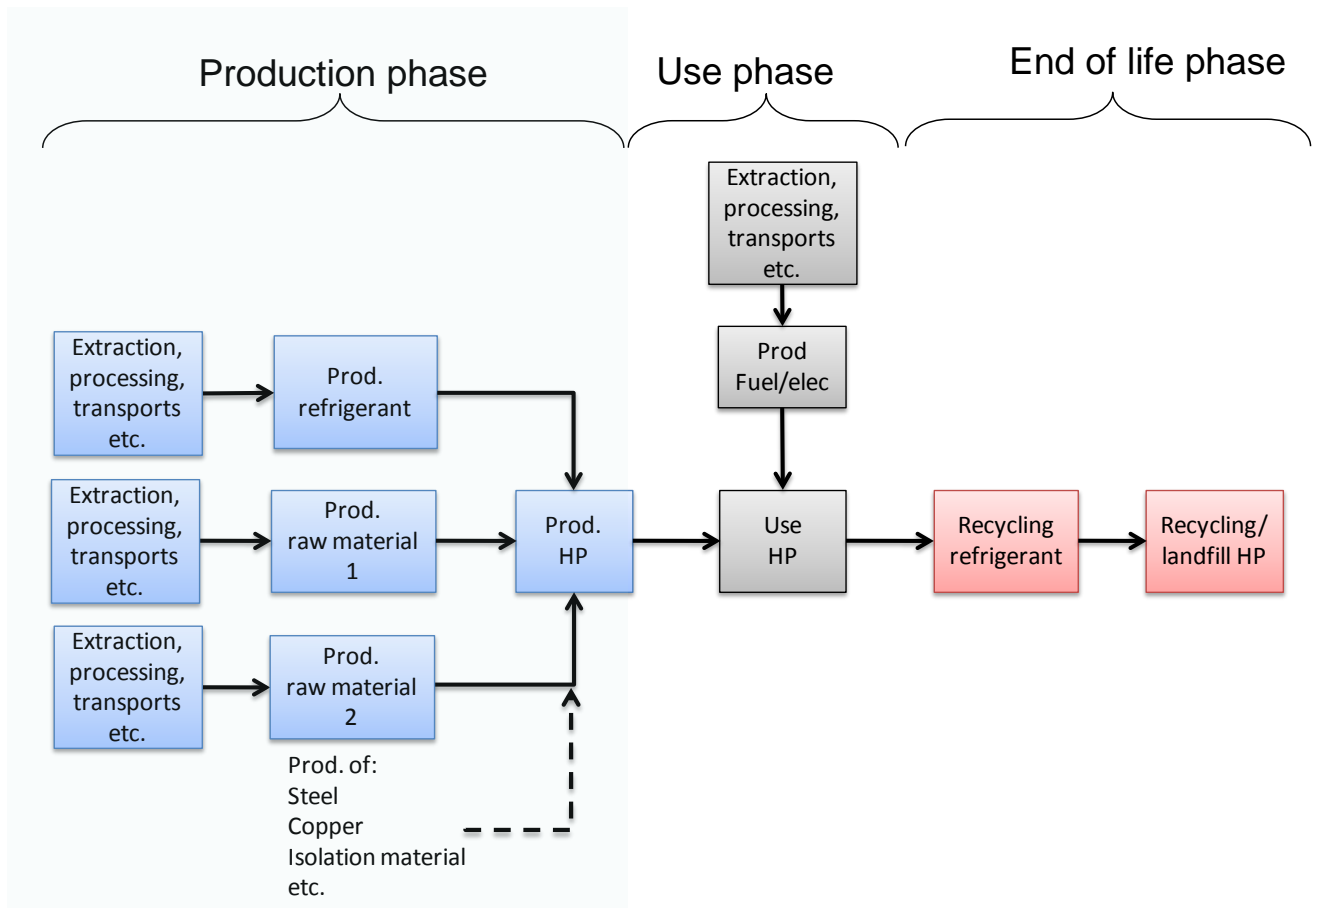 Production phase
Use phase
End of life phase
Extraction,
processing,
transports
etc.
Prod
Fuel/elec
Extraction,
processing,
transports
etc.
Prod.
refrigerant
Extraction,
processing,
transports
etc.
Prod.
raw material
1
Prod.
HP
Use
HP
Recycling
refrigerant
Recycling/
landfill HP
Extraction,
processing,
transports
etc.
Prod.
raw material
2
Prod. of:
Steel
Copper
Isolation material
etc.